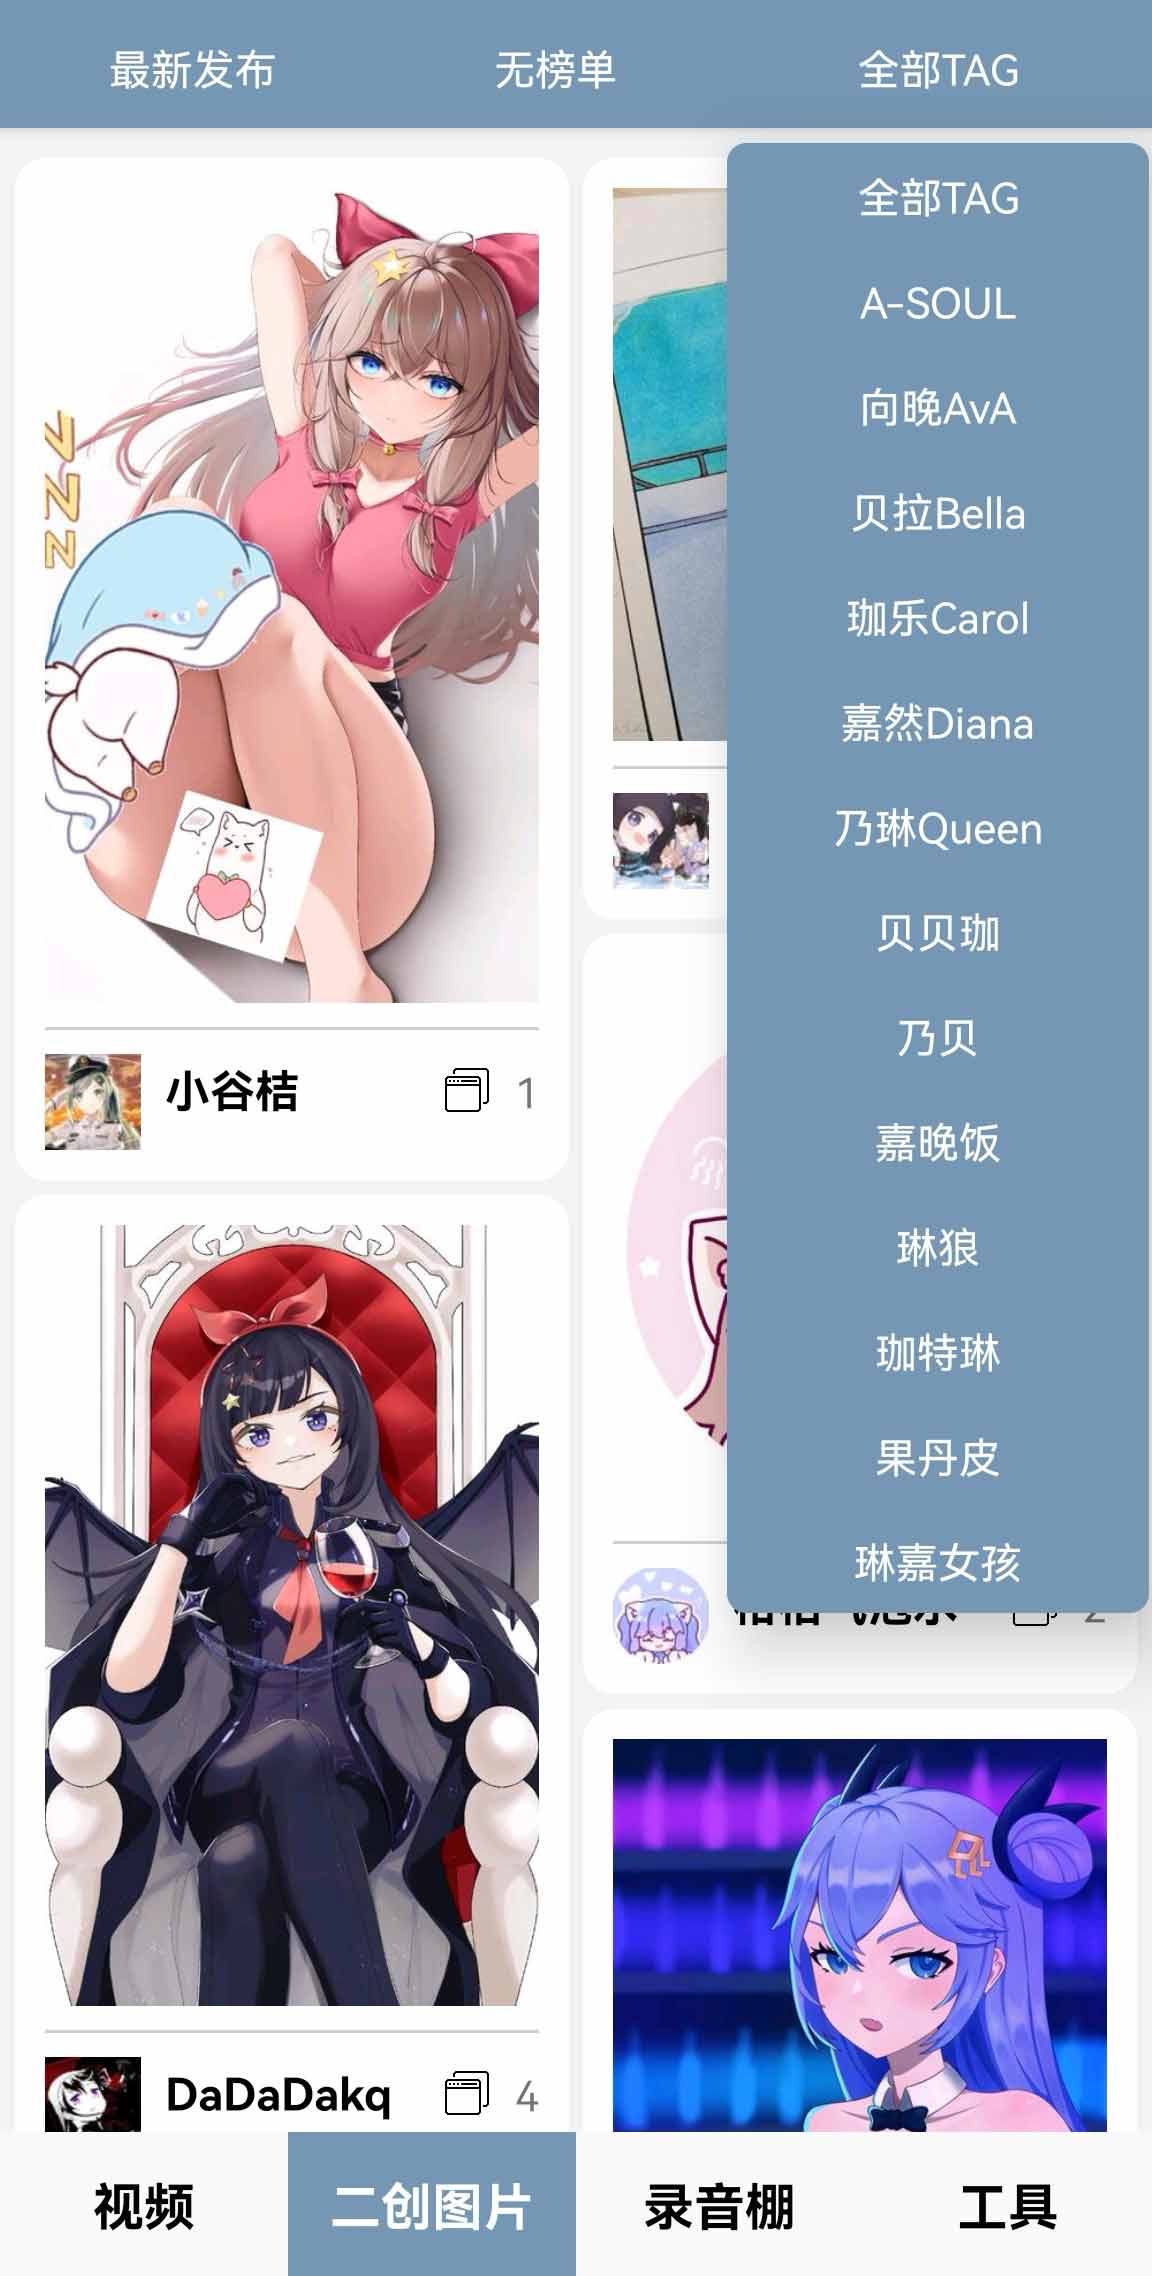 最新发布
无榜单
全部TAG
全部TAG
A-SOUL
向晚AvA
贝拉Bella
珈乐Carol
嘉然Diana
乃琳Queen
贝贝珈
乃贝
嘉晚饭
琳狼
珈特琳
果丹皮
琳嘉女孩
ZZZ
小谷桔
1
2
DaDaDakq
4
视频
二创图片
录音棚
工具